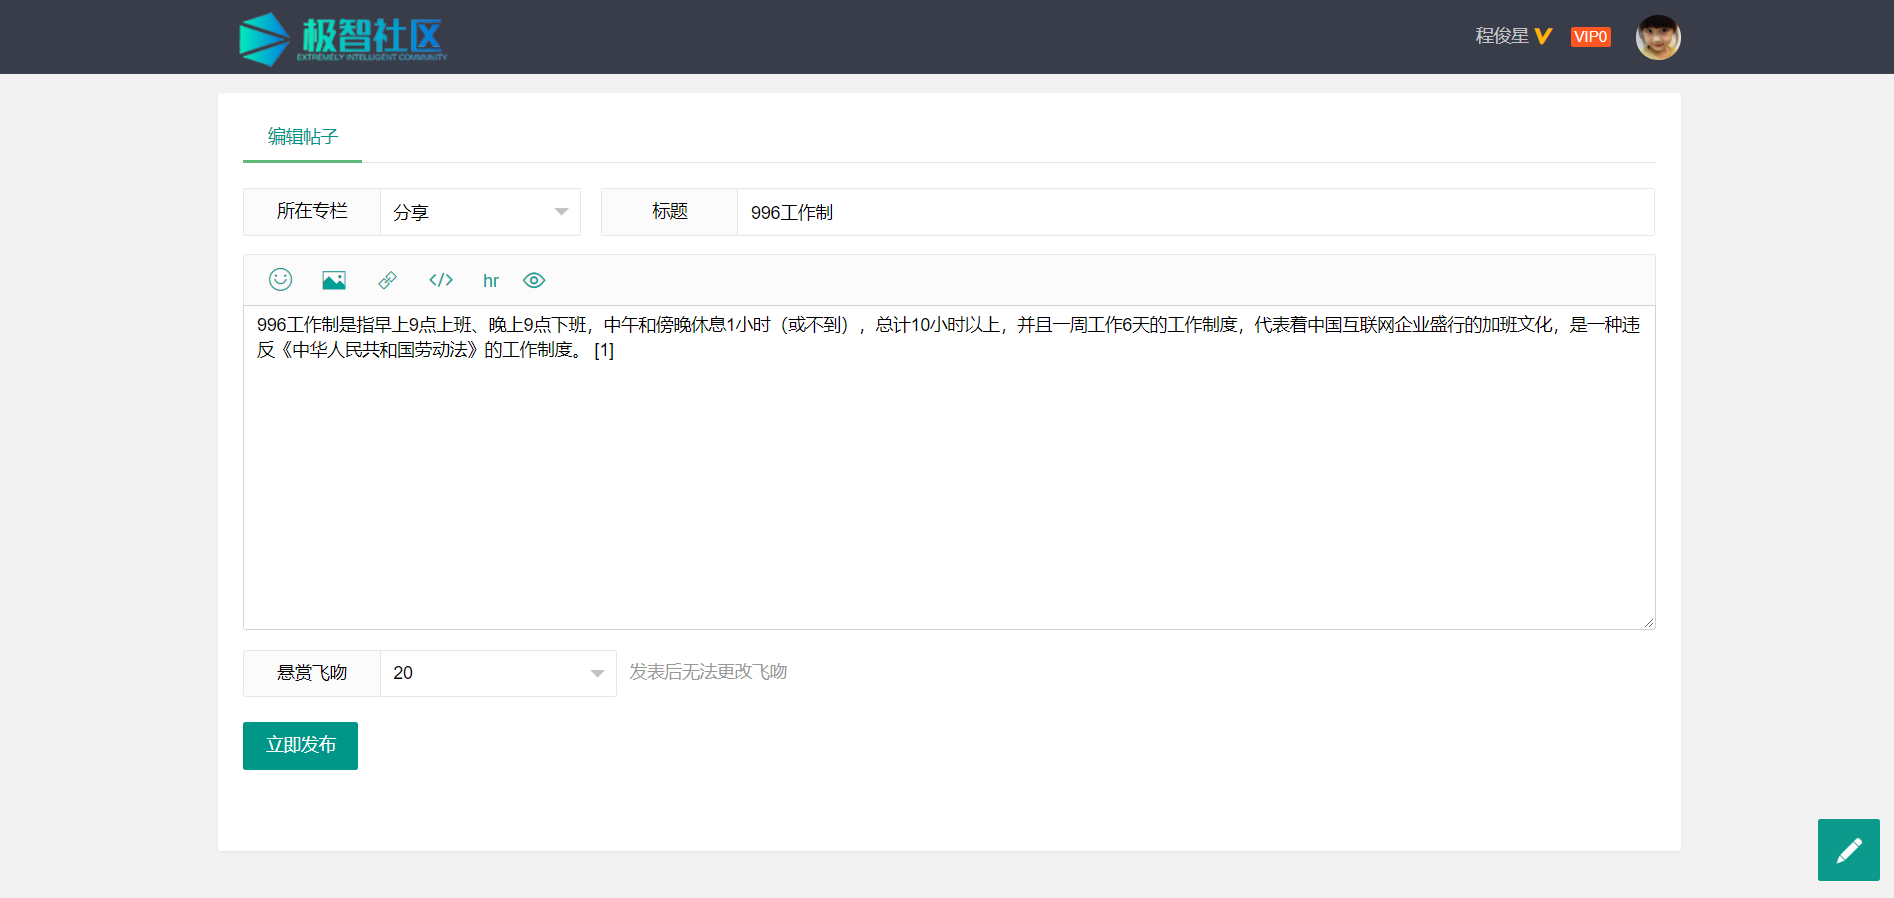 极智社区
EXTREMELY INTELLIGENT COMMUNITY
程俊星 VIP0
编辑帖子
所在专栏 分享 标题 996工作制
hr
996工作制是指早上9点上班、晚上9点下班，中午和傍晚休息1小时（或不到），总计10小时以上，并且一周工作6天的工作制度，代表着中国互联网企业盛行的加班文化，是一种违
反《中华人民共和国劳动法》的工作制度。 [1]
悬赏飞吻 20 发表后无法更改飞吻
立即发布